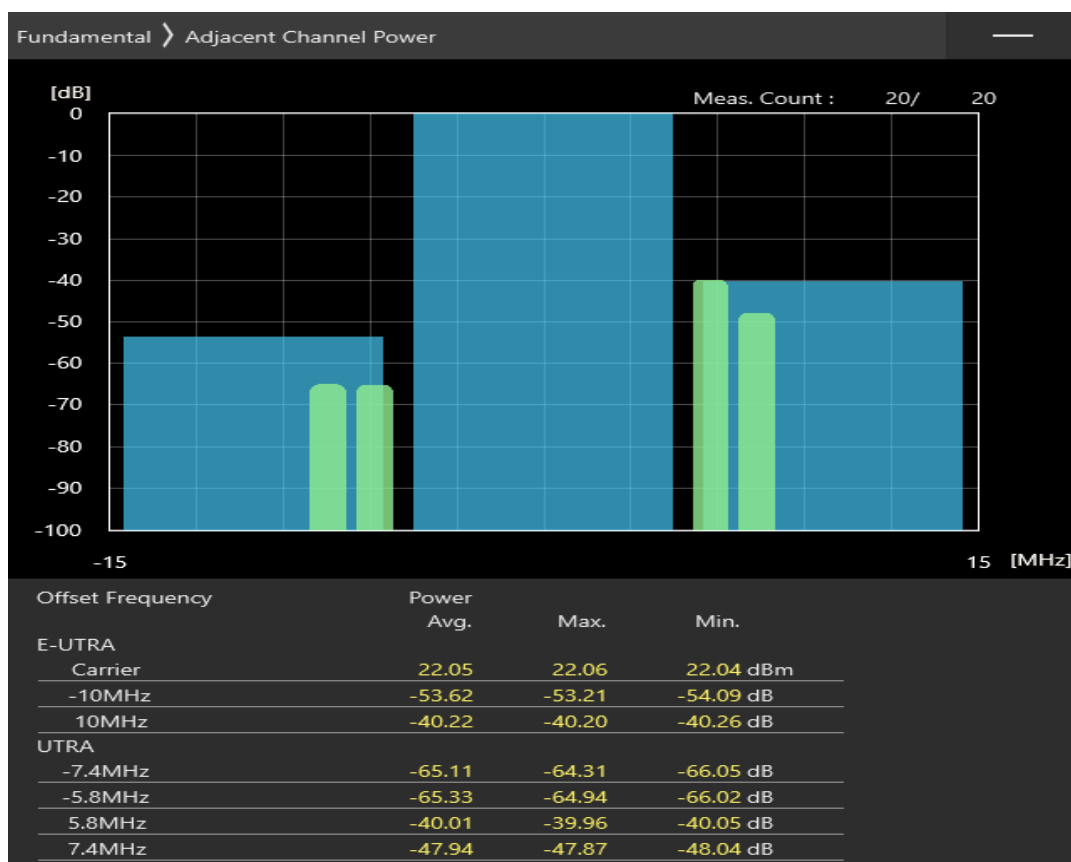 Fundamental ❯ Adjacent Channel Power
[dB]
Meas. Count : 20/ 20
0
-10
-20
-30
-40
-50
-60
-70
-80
-90
-100
-15 15 [MHz]
Offset Frequency Power
Avg. Max. Min.
E-UTRA
Carrier 22.05 22.06 22.04 dBm
-10MHz -53.62 -53.21 -54.09 dB
10MHz -40.22 -40.20 -40.26 dB
UTRA
-7.4MHz -65.11 -64.31 -66.05 dB
-5.8MHz -65.33 -64.94 -66.02 dB
5.8MHz -40.01 -39.96 -40.05 dB
7.4MHz -47.94 -47.87 -48.04 dB